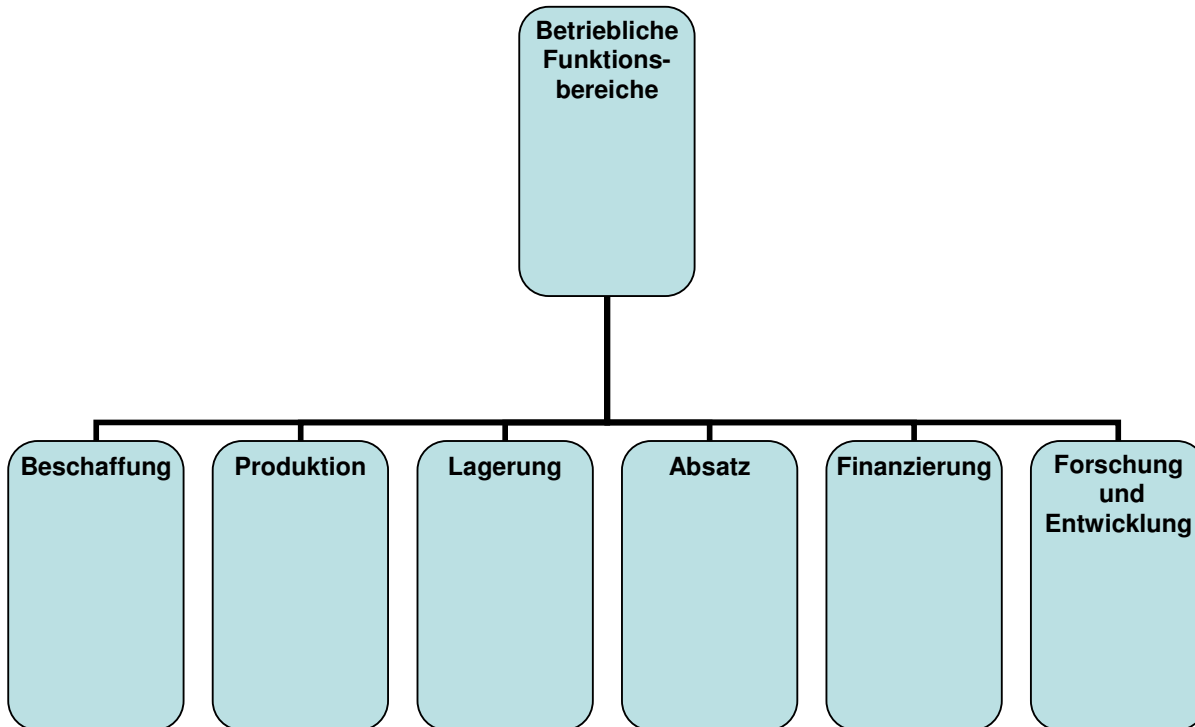 Betriebliche
Funktions-
bereiche
Beschaffung
Produktion
Lagerung
Absatz
Finanzierung
Forschung
und
Entwicklung